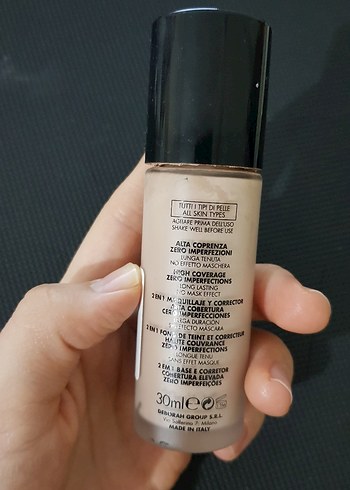 TUTTI I TIPI DI PELLE
ALL SKIN TYPES
AGITARE PRIMA DELL'USO
SHAKE WELL BEFORE USE
ALTA COPRENZA
ZERO IMPERFEZIONI
LUNGA TENUTA
NO EFFETTO MASCHERA
HIGH COVERAGE
ZERO IMPERFECTIONS
LONG LASTING
NO MASK EFFECT
2 EN 1 MAQUILLAJE Y CORRECTOR
ALTA COBERTURA
CERO IMPERFECCIONES
LARGA DURACIÓN
NO EFECTO MÁSCARA
2 EN 1 FOND DE TEINT ET CORRECTEUR
HAUTE COUVRANCE
ZÉRO IMPERFECTIONS
LONGUE TENUE
SANS EFFET MASQUE
2 EM 1 BASE E CORRETOR
COBERTURA ELEVADA
ZERO IMPERFEIÇÕES
30ml e
DEBORAH GROUP S.R.L.
Milano
MADE IN ITALY